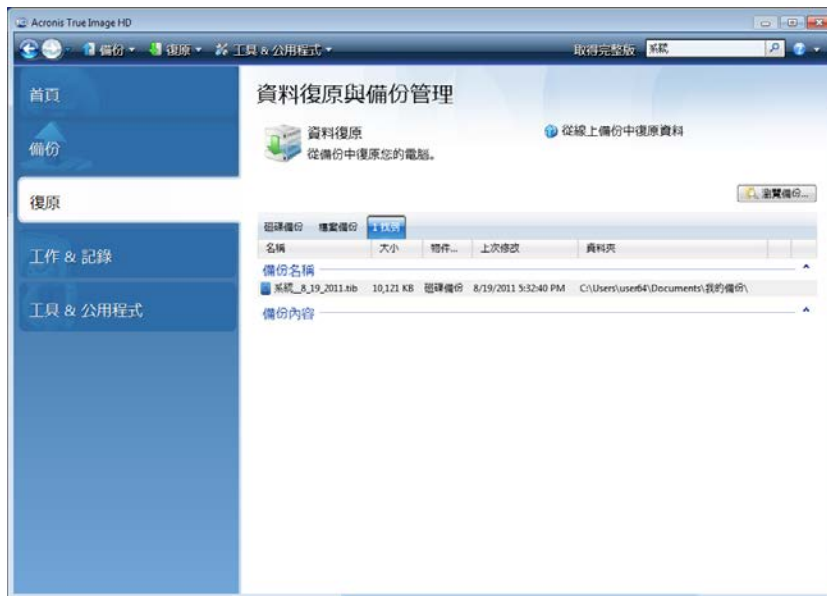 Acronis True Image HD
備份 復原 工具 & 公用程式 取得完整版 系統
首頁
備份
復原
工作 & 記錄
工具 & 公用程式
資料復原與備份管理
資料復原
從備份中復原您的電腦。
從線上備份中復原資料
瀏覽備份...
磁碟備份 檔案備份 1 找到
名稱 大小 物件... 上次修改 資料夾
備份名稱
系統_8_19_2011.tib 10,121 KB 磁碟備份 8/19/2011 5:32:40 PM C:\Users\user64\Documents\我的備份\
備份內容